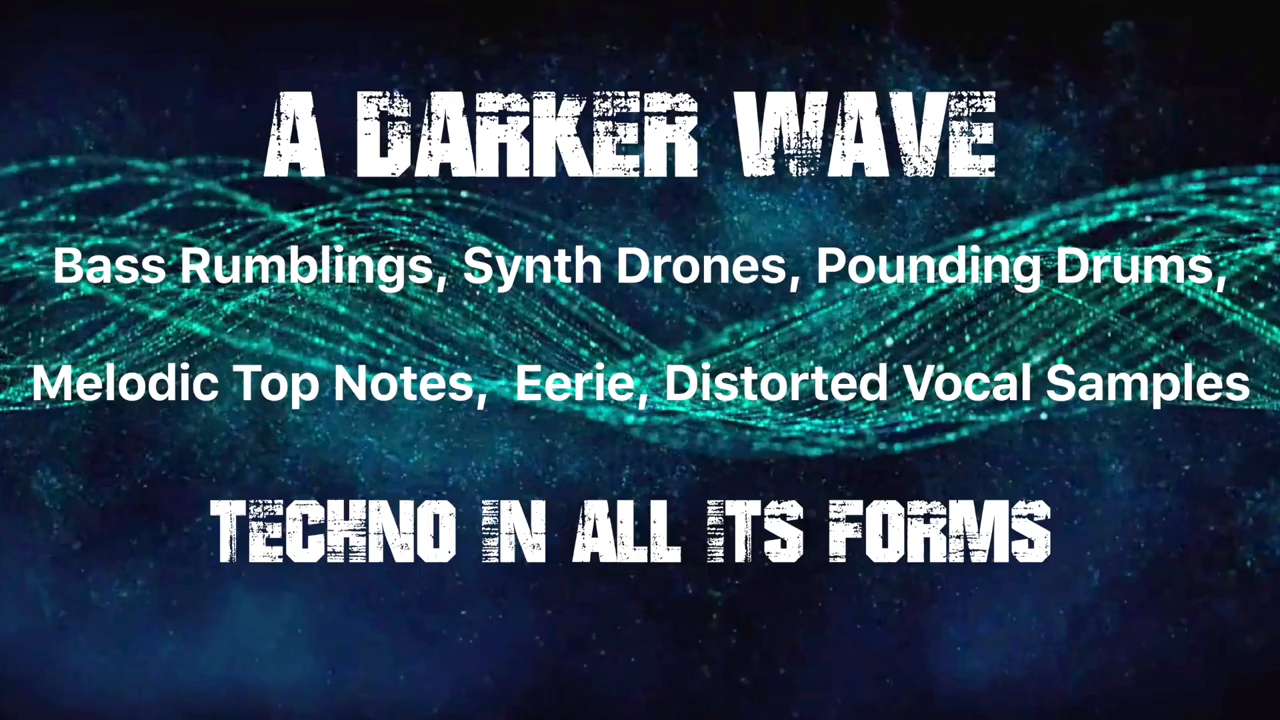 A DARKER WAVE
Bass Rumblings, Synth Drones, Pounding Drums,
Melodic Top Notes,  Eerie, Distorted Vocal Samples
TECHNO IN ALL ITS FORMS